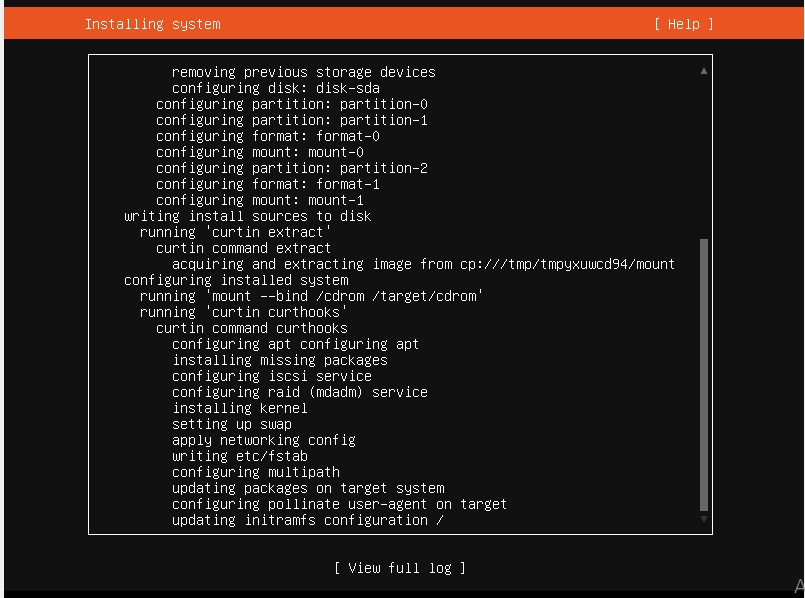 Installing system [ Help ]
removing previous storage devices
configuring disk: disk-sda
configuring partition: partition-0
configuring partition: partition-1
configuring format: format-0
configuring mount: mount-0
configuring partition: partition-2
configuring format: format-1
configuring mount: mount-1
writing install sources to disk
running 'curtin extract'
curtin command extract
acquiring and extracting image from cp:///tmp/tmpyxuwcd94/mount
configuring installed system
running 'mount --bind /cdrom /target/cdrom'
running 'curtin curthooks'
curtin command curthooks
configuring apt configuring apt
installing missing packages
configuring iscsi service
configuring raid (mdadm) service
installing kernel
setting up swap
apply networking config
writing etc/fstab
configuring multipath
updating packages on target system
configuring pollinate user-agent on target
updating initramfs configuration /
[ View full log ]
A